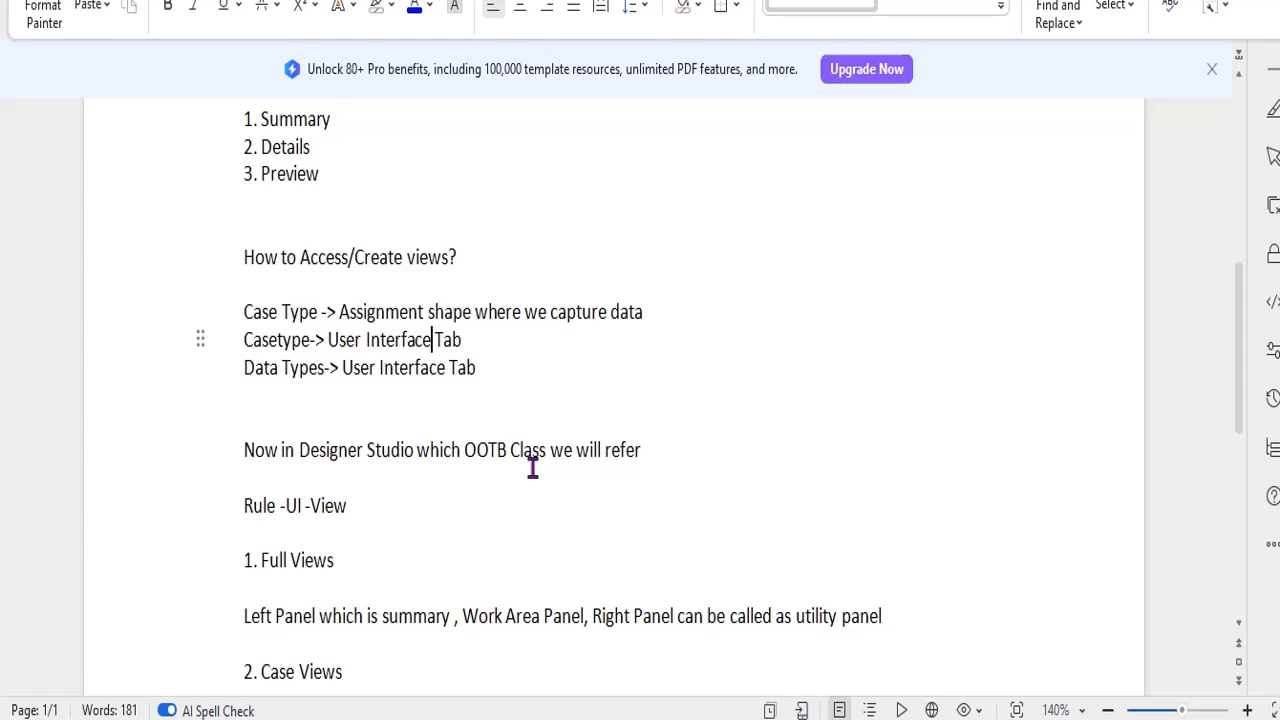 Format
Painter
Paste
B I U
A
Find and
Replace
Select
Unlock 80+ Pro benefits, including 100,000 template resources, unlimited PDF features, and more.
Upgrade Now
1. Summary
2. Details
3. Preview
How to Access/Create views?
Case Type -> Assignment shape where we capture data
Casetype-> User Interface Tab
Data Types-> User Interface Tab
Now in Designer Studio which OOTB Class we will refer
Rule -UI -View
1. Full Views
Left Panel which is summary , Work Area Panel, Right Panel can be called as utility panel
2. Case Views
Page: 1/1
Words: 181
AI Spell Check
140%